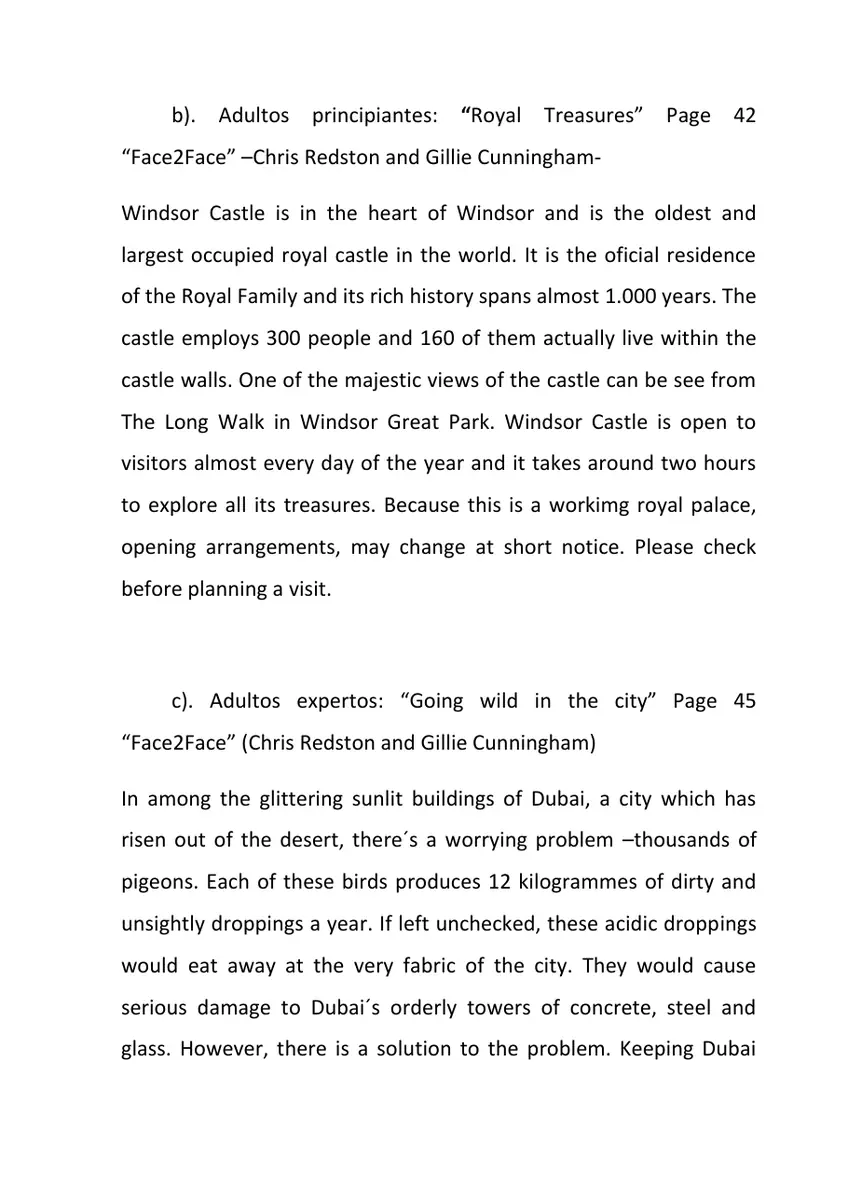 b). Adultos principiantes: “Royal Treasures” Page 42
“Face2Face” –Chris Redston and Gillie Cunningham-
Windsor Castle is in the heart of Windsor and is the oldest and
largest occupied royal castle in the world. It is the oficial residence
of the Royal Family and its rich history spans almost 1.000 years. The
castle employs 300 people and 160 of them actually live within the
castle walls. One of the majestic views of the castle can be see from
The Long Walk in Windsor Great Park. Windsor Castle is open to
visitors almost every day of the year and it takes around two hours
to explore all its treasures. Because this is a workimg royal palace,
opening arrangements, may change at short notice. Please check
before planning a visit.
c). Adultos expertos: “Going wild in the city” Page 45
“Face2Face” (Chris Redston and Gillie Cunningham)
In among the glittering sunlit buildings of Dubai, a city which has
risen out of the desert, there´s a worrying problem –thousands of
pigeons. Each of these birds produces 12 kilogrammes of dirty and
unsightly droppings a year. If left unchecked, these acidic droppings
would eat away at the very fabric of the city. They would cause
serious damage to Dubai´s orderly towers of concrete, steel and
glass. However, there is a solution to the problem. Keeping Dubai